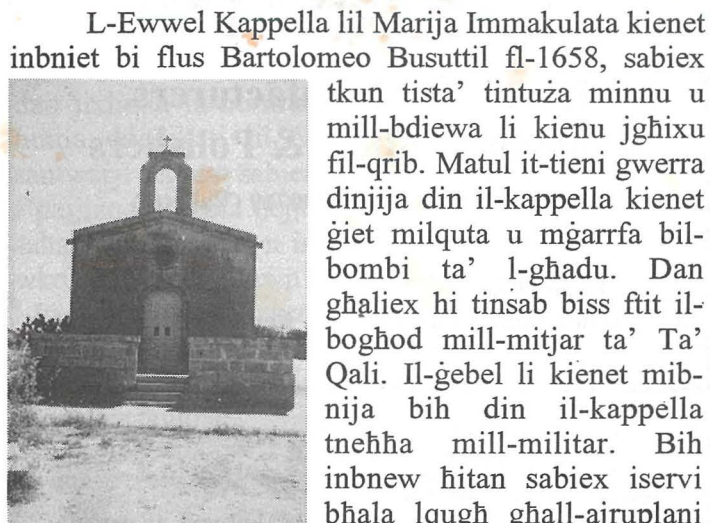 L-Ewwel Kappella lil Marija Immakulata kienet
inbniet bi flus Bartolomeo Busuttil fl-1658, sabiex
tkun tista' tintuża minnu u
mill-bdiewa li kienu jgħixu
fil-qrib. Matul it-tieni gwerra
dinjija din il-kappella kienet
ġiet milquta u mġarrfa bil-
bombi ta' l-għadu. Dan
għaliex hi tinsab biss ftit il-
bogħod mill-mitjar ta' Ta'
Qali. Il-ġebel li kienet mib-
nija bih din il-kappella
tneħħa mill-militar. Bih
inbnew ħitan sabiex iservi
bħala lqugħ għall-ajruplani